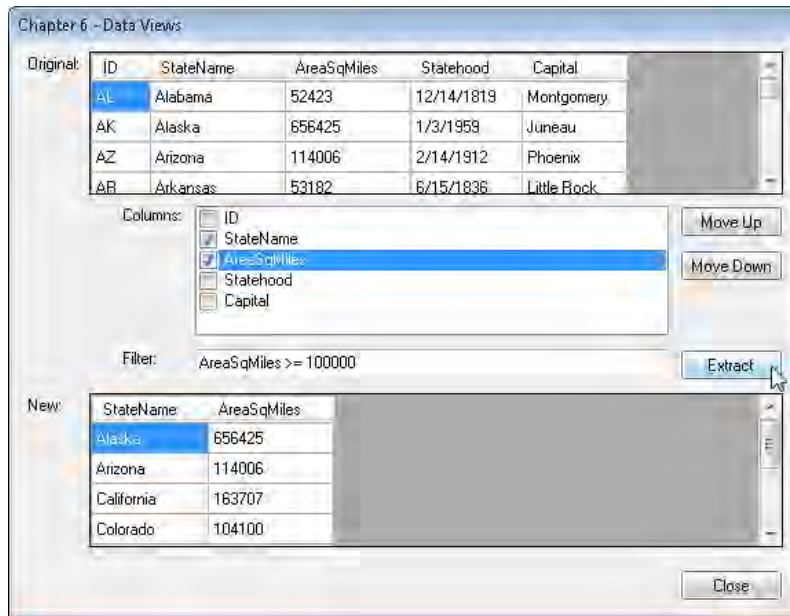 Chapter 6 - Data Views
Original:
ID StateName AreaSqMiles Statehood Capital
AL Alabama 52423 12/14/1819 Montgomery
AK Alaska 656425 1/3/1959 Juneau
AZ Arizona 114006 2/14/1912 Phoenix
AR Arkansas 53182 6/15/1836 Little Rock
Columns:
ID
StateName
AreaSqMiles
Statehood
Capital
Move Up
Move Down
Filter: AreaSqMiles >= 100000 Extract
New:
StateName AreaSqMiles
Alaska 656425
Arizona 114006
California 163707
Colorado 104100
Close